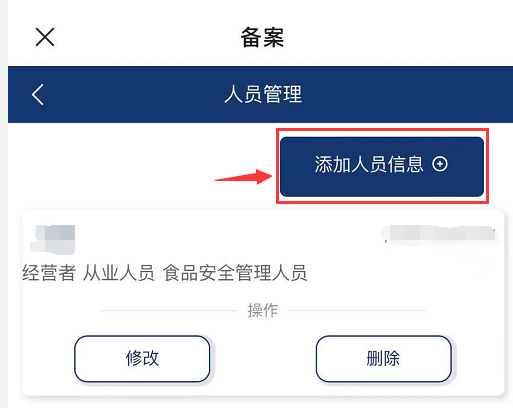 备案
人员管理
添加人员信息
经营者 从业人员 食品安全管理人员
操作
修改 删除